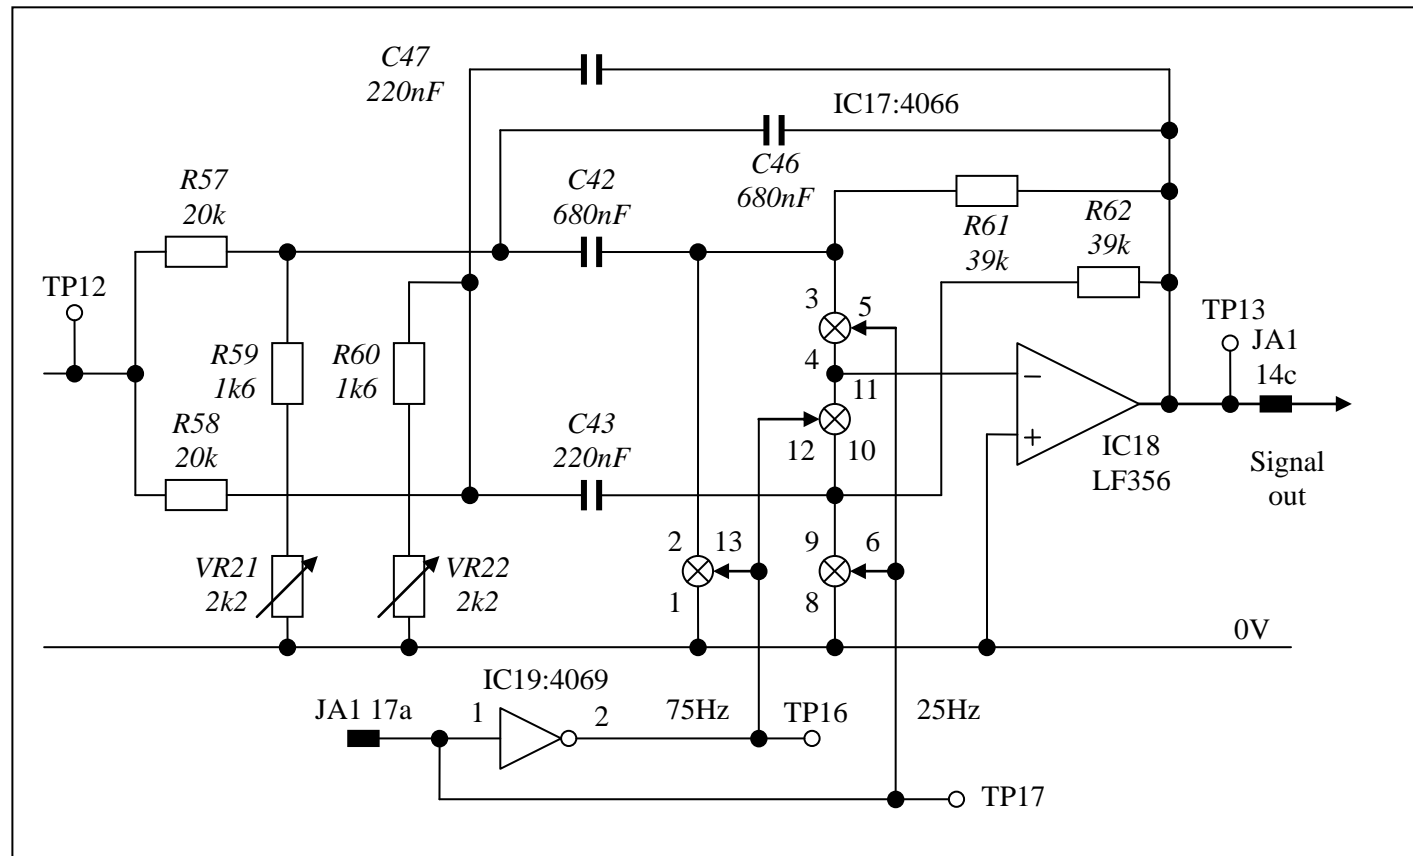 C47
220nF
IC17:4066
C46
680nF
R57
20k
C42
680nF
R61
39k
R62
39k
TP12
3
5
TP13
JA1
14c
R59
1k6
R60
1k6
4
11
−
+
R58
20k
C43
220nF
12
10
IC18
LF356
Signal
out
VR21
2k2
VR22
2k2
2
13
1
9
6
8
0V
IC19:4069
JA1 17a
1
2
75Hz
TP16
25Hz
TP17